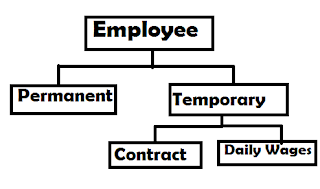 Employee
Permanent
Temporary
Contract
Daily Wages